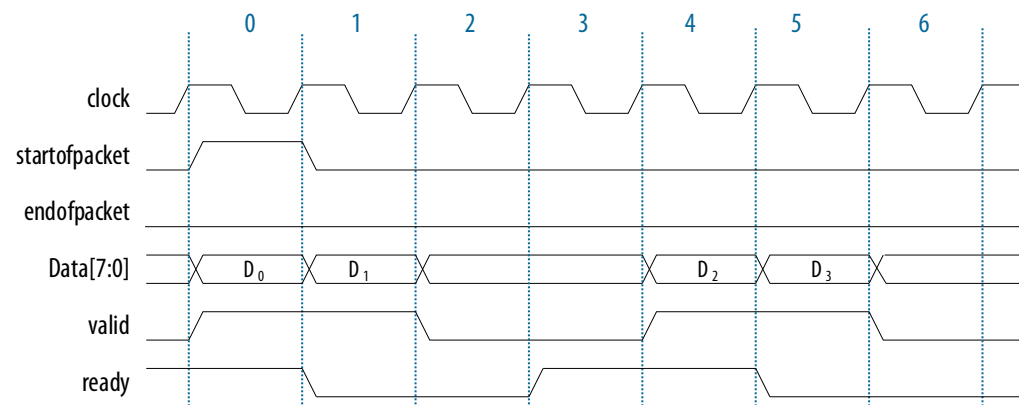 0 1 2 3 4 5 6
clock
startofpacket
endofpacket
Data[7:0] D0 D1 D2 D3
valid
ready